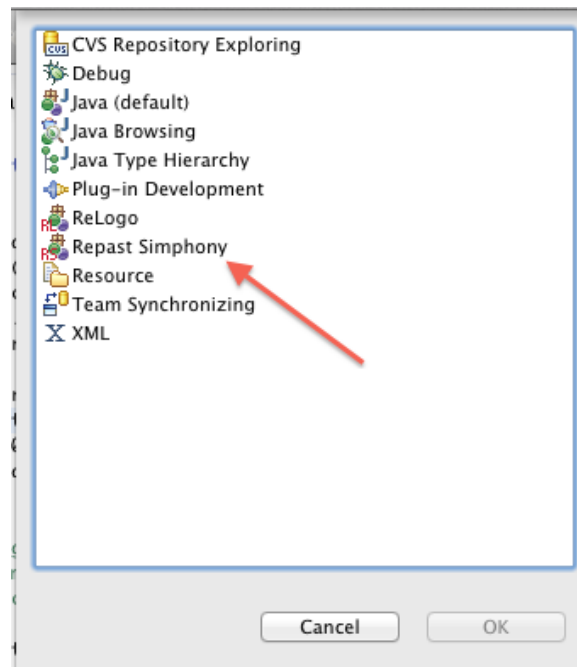 CVS Repository Exploring
Debug
Java (default)
Java Browsing
Java Type Hierarchy
Plug-in Development
ReLogo
Repast Simphony
Resource
Team Synchronizing
XML
Cancel OK